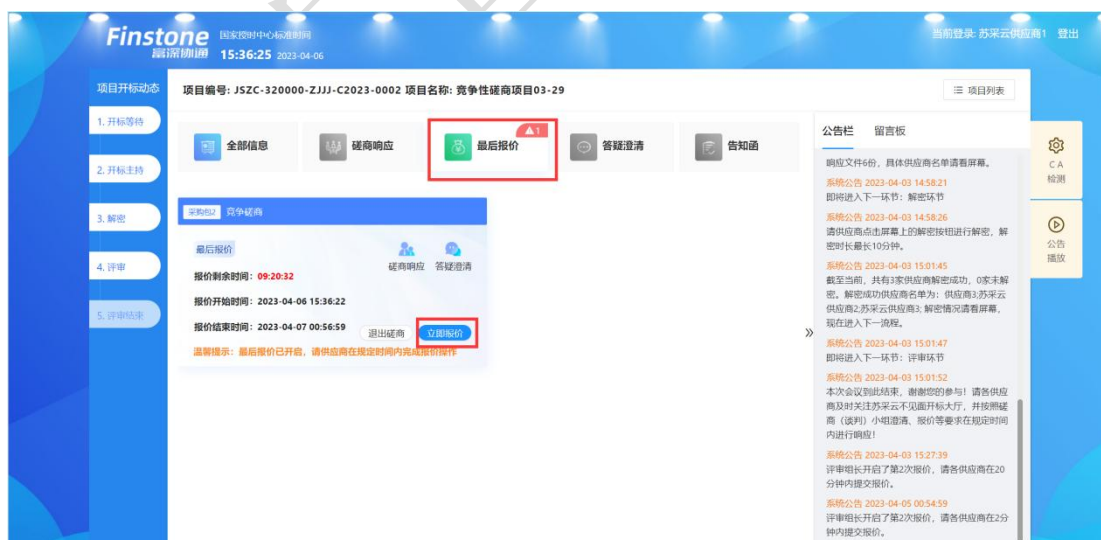 Finstone
富深协通
国家授时中心标准时间
15:36:25 2023-04-06
当前登录: 苏采云供应商1 登出
项目开标动态
1. 开标等待
2. 开标主持
3. 解密
4. 评审
5. 评审结束
项目编号: JSZC-320000-ZJJJ-C2023-0002 项目名称: 竞争性磋商项目03-29
项目列表
全部信息
磋商响应
最后报价
1
答疑澄清
告知函
采购包2 竞争磋商
最后报价
磋商响应 答疑澄清
报价剩余时间: 09:20:32
报价开始时间: 2023-04-06 15:36:22
报价结束时间: 2023-04-07 00:56:59
退出磋商 立即报价
温馨提示: 最后报价已开启, 请供应商在规定时间内完成报价操作
»
公告栏 留言板
响应文件6份, 具体供应商名单请看屏幕。
系统公告 2023-04-03 14:58:21
即将进入下一环节: 解密环节
系统公告 2023-04-03 14:58:26
请供应商点击屏幕上的解密按钮进行解密, 解
密时长最长10分钟。
系统公告 2023-04-03 15:01:45
截至当前, 共有3家供应商解密成功, 0家未解
密。解密成功供应商名单为: 供应商3;苏采云
供应商2;苏采云供应商3; 解密情况请看屏幕,
现在进入下一流程。
系统公告 2023-04-03 15:01:47
即将进入下一环节: 评审环节
系统公告 2023-04-03 15:01:52
本次会议到此结束, 谢谢您的参与! 请各供应
商及时关注苏采云不见面开标大厅, 并按照磋
商 (谈判) 小组澄清、报价等要求在规定时间
内进行响应!
系统公告 2023-04-03 15:27:39
评审组长开启了第2次报价, 请各供应商在20
分钟内提交报价。
系统公告 2023-04-05 00:54:59
评审组长开启了第2次报价, 请各供应商在2分
钟内提交报价。
CA
检测
公告
播放